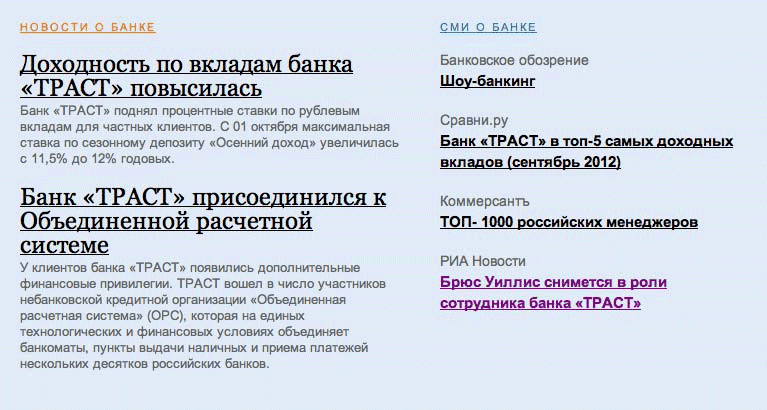 НОВОСТИ О БАНКЕ
Доходность по вкладам банка
«ТРАСТ» повысилась
Банк «ТРАСТ» поднял процентные ставки по рублевым
вкладам для частных клиентов. С 01 октября максимальная
ставка по сезонному депозиту «Осенний доход» увеличилась
с 11,5% до 12% годовых.
Банк «ТРАСТ» присоединился к
Объединенной расчетной
системе
У клиентов банка «ТРАСТ» появились дополнительные
финансовые привилегии. ТРАСТ вошел в число участников
небанковской кредитной организации «Объединенная
расчетная система» (ОРС), которая на единых
технологических и финансовых условиях объединяет
банкоматы, пункты выдачи наличных и приема платежей
нескольких десятков российских банков.
СМИ О БАНКЕ
Банковское обозрение
Шоу-банкинг
Сравни.ру
Банк «ТРАСТ» в топ-5 самых доходных
вкладов (сентябрь 2012)
Коммерсантъ
ТОП- 1000 российских менеджеров
РИА Новости
Брюс Уиллис снимется в роли
сотрудника банка «ТРАСТ»